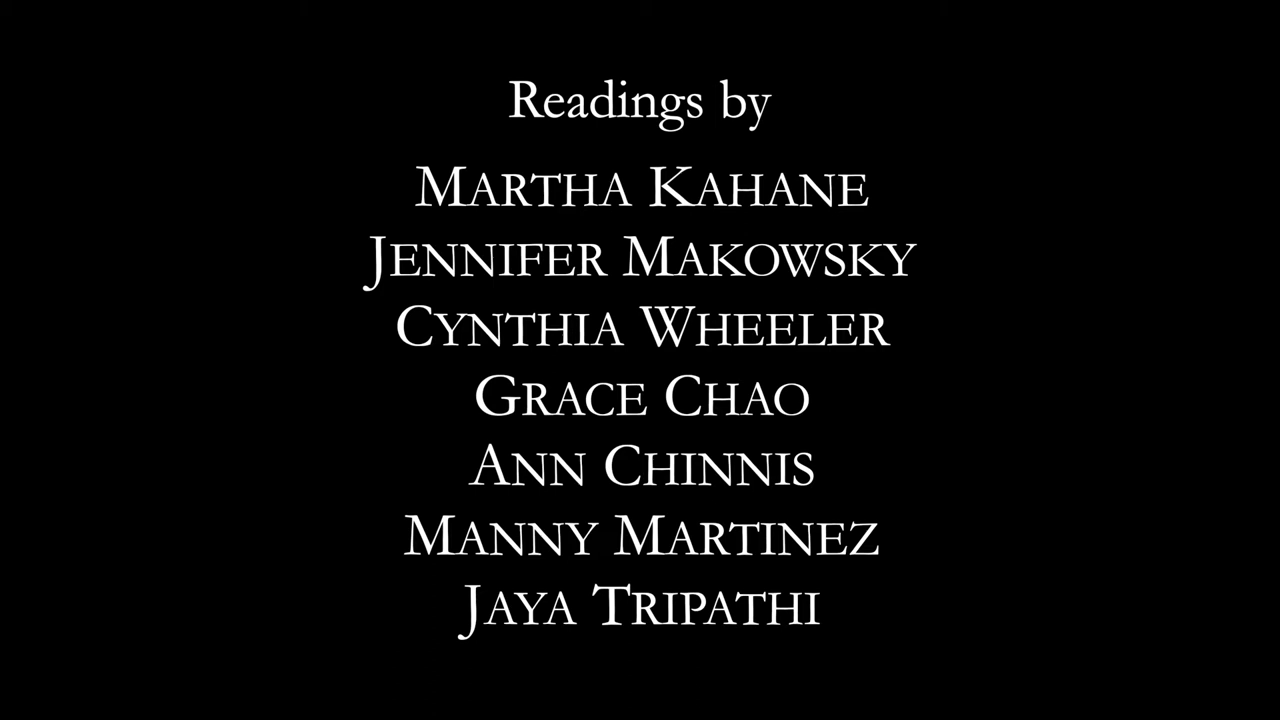 Readings by
MARTHA KAHANE
JENNIFER MAKOWSKY
CYNTHIA WHEELER
GRACE CHAO
ANN CHINNIS
MANNY MARTINEZ
JAYA TRIPATHI